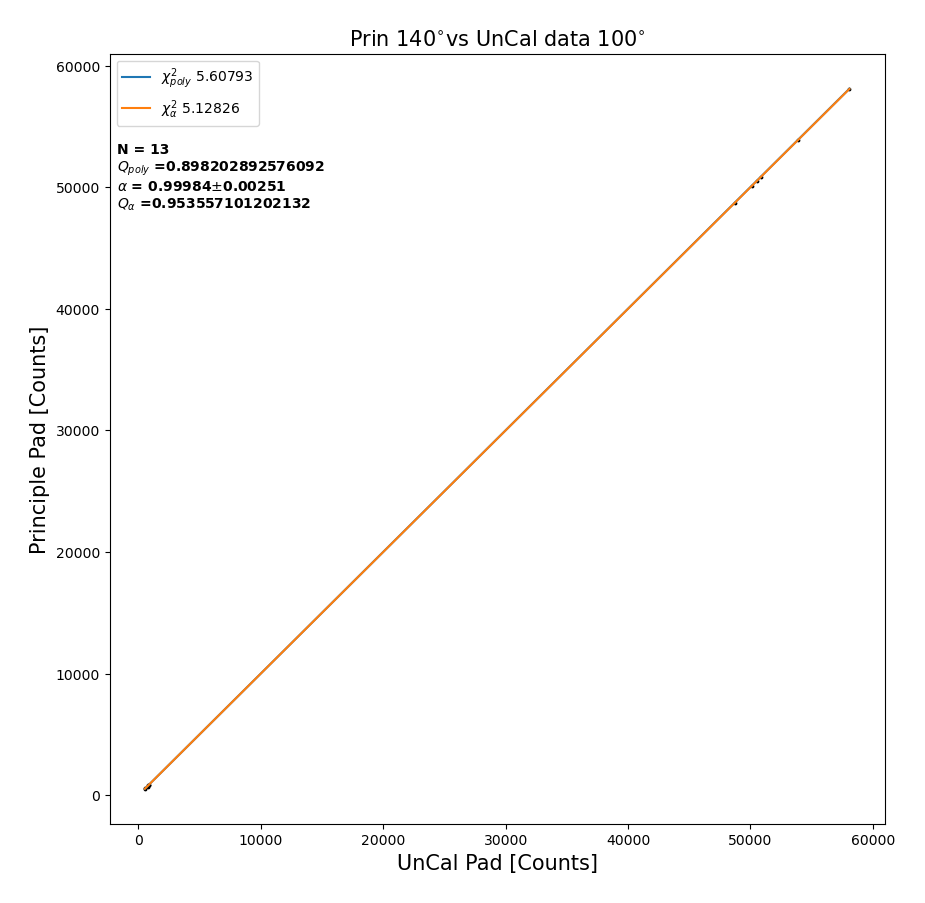 Prin 140°vs UnCal data 100°
60000
50000
40000
30000
20000
10000
0
Principle Pad [Counts]
χ²poly 5.60793
χ²α 5.12826
N = 13
Qpoly =0.898202892576092
α = 0.99984±0.00251
Qα =0.953557101202132
0 10000 20000 30000 40000 50000 60000
UnCal Pad [Counts]